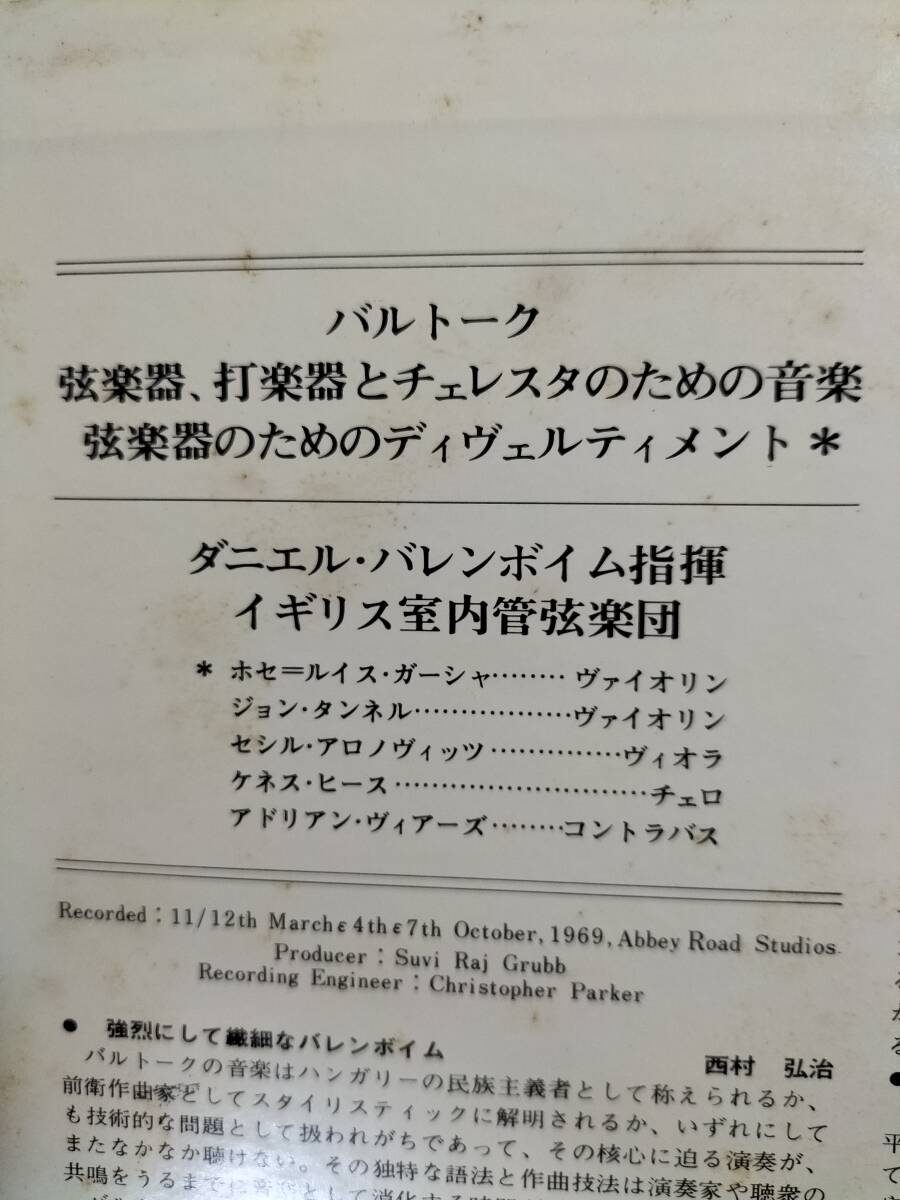 バルトーク
弦楽器、打楽器とチェレスタのための音楽
弦楽器のためのディヴェルティメント＊
ダニエル・バレンボイム指揮
イギリス室内管弦楽団
＊ ホセ＝ルイス・ガーシャ……… ヴァイオリン
ジョン・タンネル………………ヴァイオリン
セシル・アロノヴィッツ……………ヴィオラ
ケネス・ヒース…………………………チェロ
アドリアン・ヴィアーズ………コントラバス
Recorded : 11/12th March ε 4th ε 7th October, 1969, Abbey Road Studios
Producer : Suvi Raj Grubb
Recording Engineer : Christopher Parker
● 強烈にして繊細なバレンボイム
西村 弘治
バルトークの音楽はハンガリーの民族主義者として称えられるか、
前衛作曲家としてスタイリスティックに解明されるか、いずれにして
も技術的な問題として扱われがちであって、その核心に迫る演奏が、
またなかなか聴けない。その独特な語法と作曲技法は演奏家や聴衆の
共鳴をうるまでに